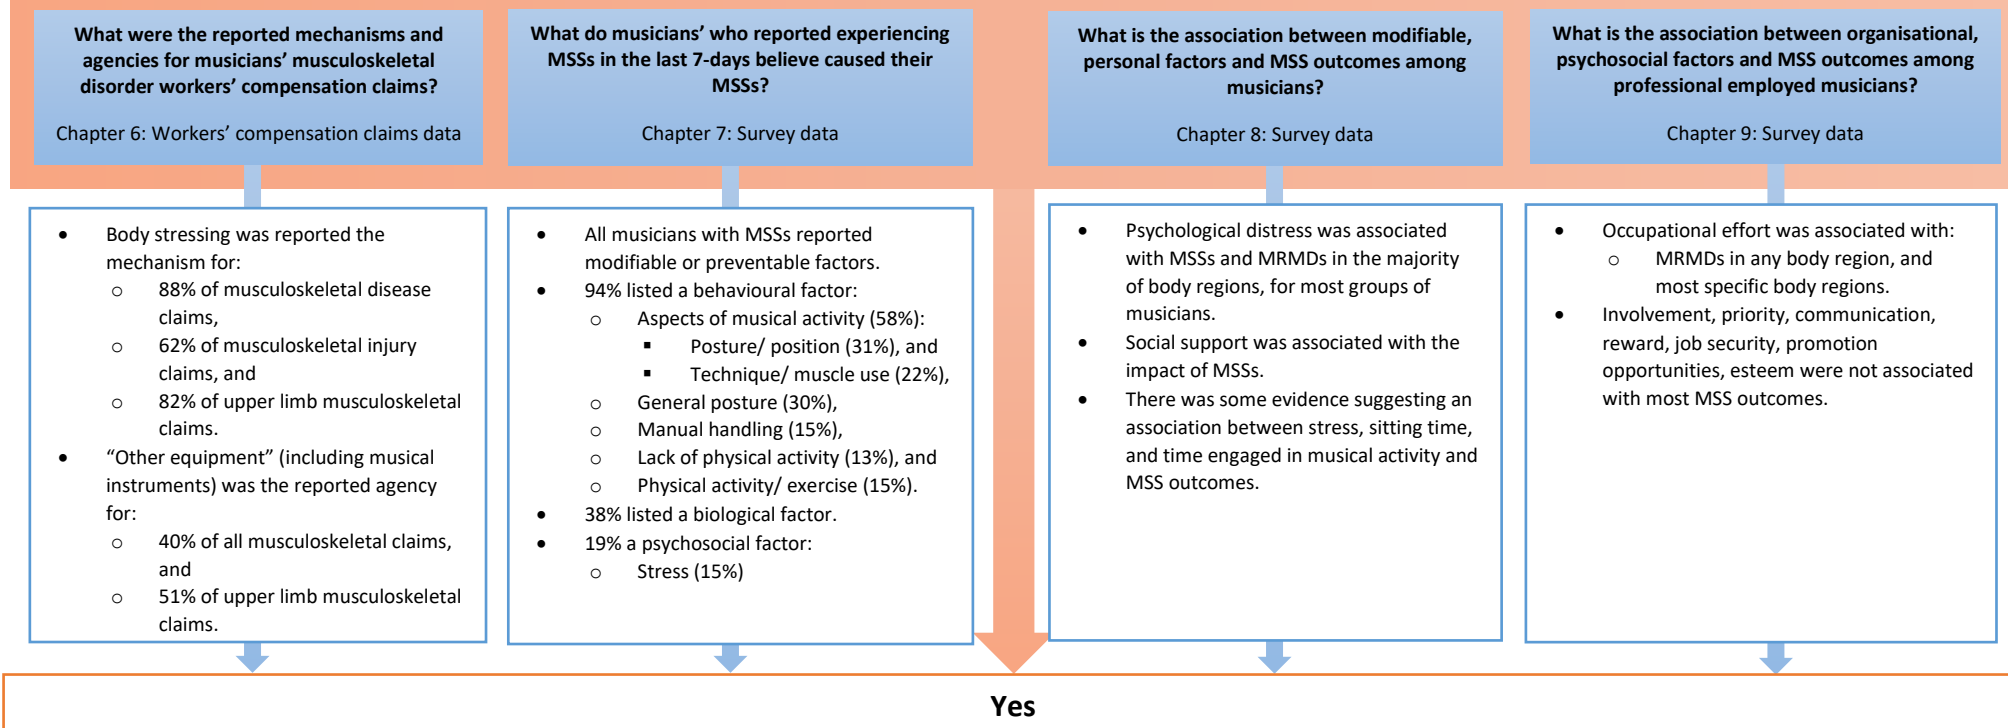 What were the reported mechanisms and
agencies for musicians' musculoskeletal
disorder workers' compensation claims?
Chapter 6: Workers' compensation claims data
What do musicians' who reported experiencing
MSSs in the last 7-days believe caused their
MSSs?
Chapter 7: Survey data
What is the association between modifiable,
personal factors and MSS outcomes among
musicians?
Chapter 8: Survey data
What is the association between organisational,
psychosocial factors and MSS outcomes among
professional employed musicians?
Chapter 9: Survey data
• Body stressing was reported the
mechanism for:
o 88% of musculoskeletal disease
claims,
o 62% of musculoskeletal injury
claims, and
o 82% of upper limb musculoskeletal
claims.
• "Other equipment" (including musical
instruments) was the reported agency
for:
o 40% of all musculoskeletal claims,
and
o 51% of upper limb musculoskeletal
claims.
• All musicians with MSSs reported
modifiable or preventable factors.
• 94% listed a behavioural factor:
o Aspects of musical activity (58%):
▪ Posture/ position (31%), and
▪ Technique/ muscle use (22%),
o General posture (30%),
o Manual handling (15%),
o Lack of physical activity (13%), and
o Physical activity/ exercise (15%).
• 38% listed a biological factor.
• 19% a psychosocial factor:
o Stress (15%)
• Psychological distress was associated
with MSSs and MRMDs in the majority
of body regions, for most groups of
musicians.
• Social support was associated with the
impact of MSSs.
• There was some evidence suggesting an
association between stress, sitting time,
and time engaged in musical activity and
MSS outcomes.
• Occupational effort was associated with:
o MRMDs in any body region, and
most specific body regions.
• Involvement, priority, communication,
reward, job security, promotion
opportunities, esteem were not associated
with most MSS outcomes.
Yes